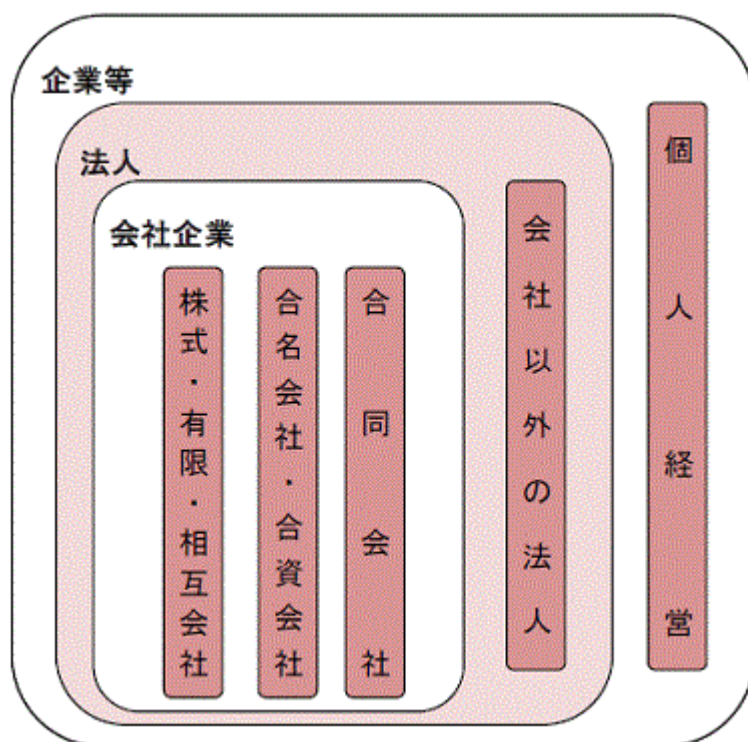 企業等
法人
会社企業
株式・有限・相互会社
合名会社・合資会社
合同会社
会社以外の法人
個人経営